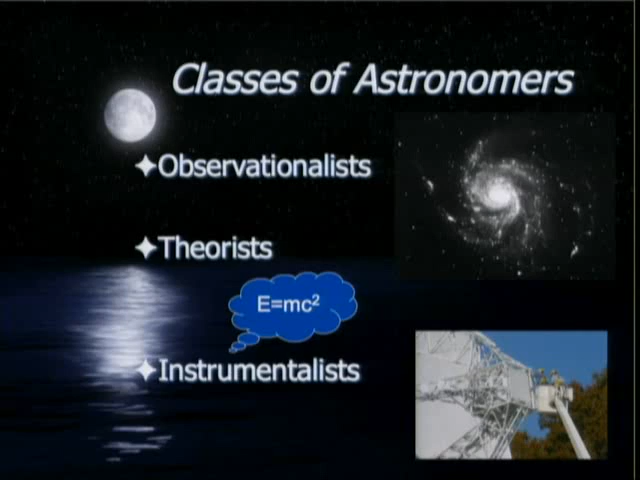 Classes of Astronomers
Observationalists
Theorists
E=mc²
Instrumentalists